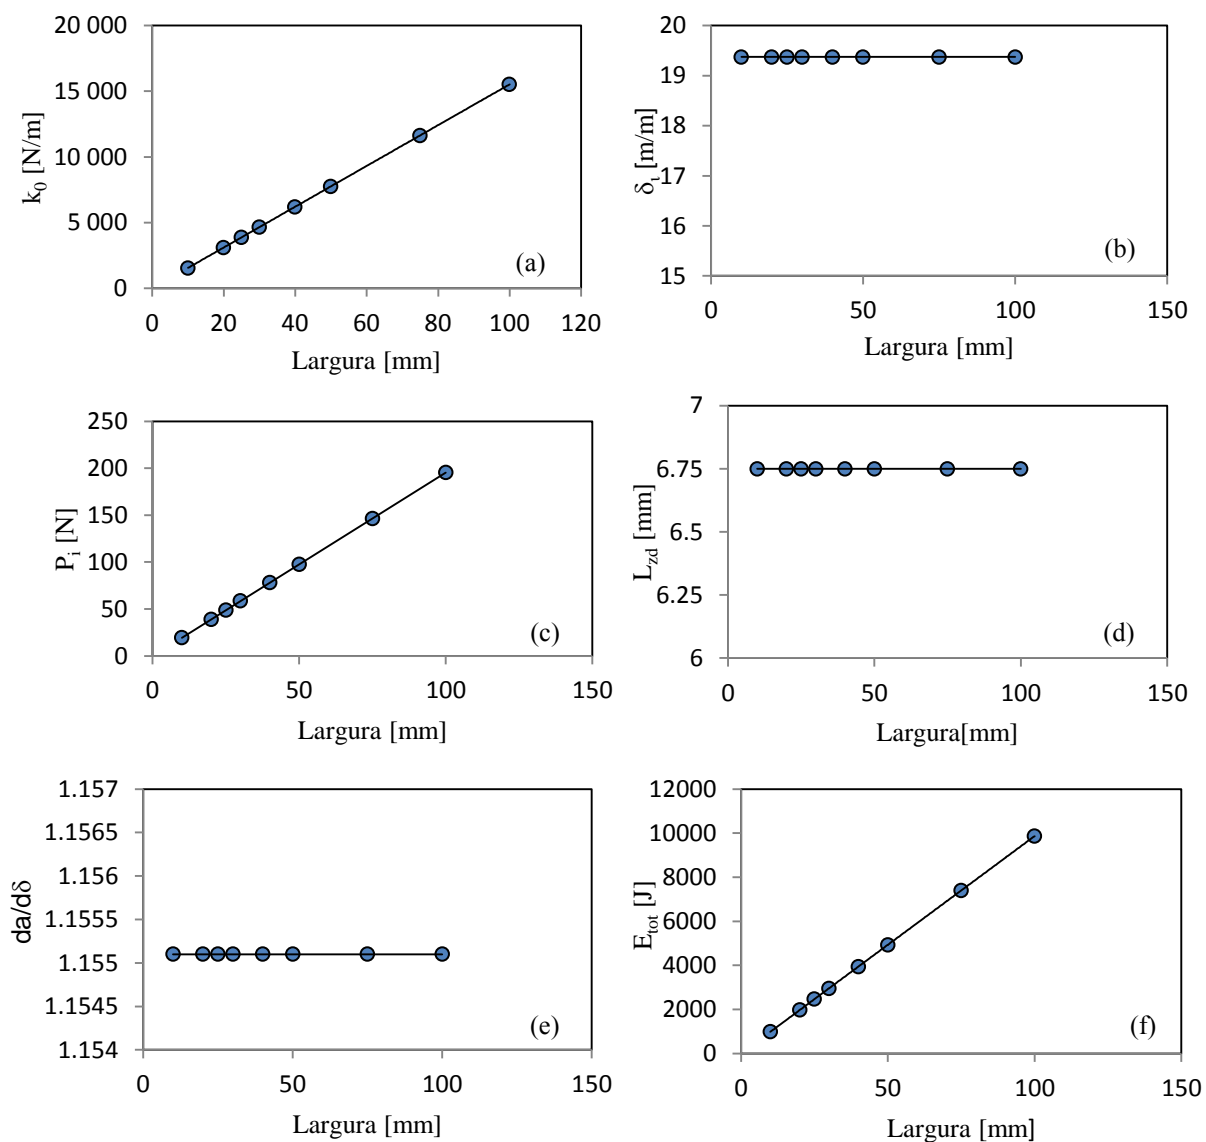 20 000
15 000
10 000
5 000
0
0 20 40 60 80 100 120
k₀ [N/m]
Largura [mm]
(a)
20
19
18
17
16
15
0 50 100 150
δι [m/m]
Largura [mm]
(b)
250
200
150
100
50
0
0 50 100 150
Pᵢ [N]
Largura [mm]
(c)
7
6.75
6.5
6.25
6
0 50 100 150
Lzd [mm]
Largura[mm]
(d)
1.157
1.1565
1.156
1.1555
1.155
1.1545
1.154
0 50 100 150
da/dδ
Largura [mm]
(e)
12000
10000
8000
6000
4000
2000
0
0 50 100 150
Etot [J]
Largura [mm]
(f)